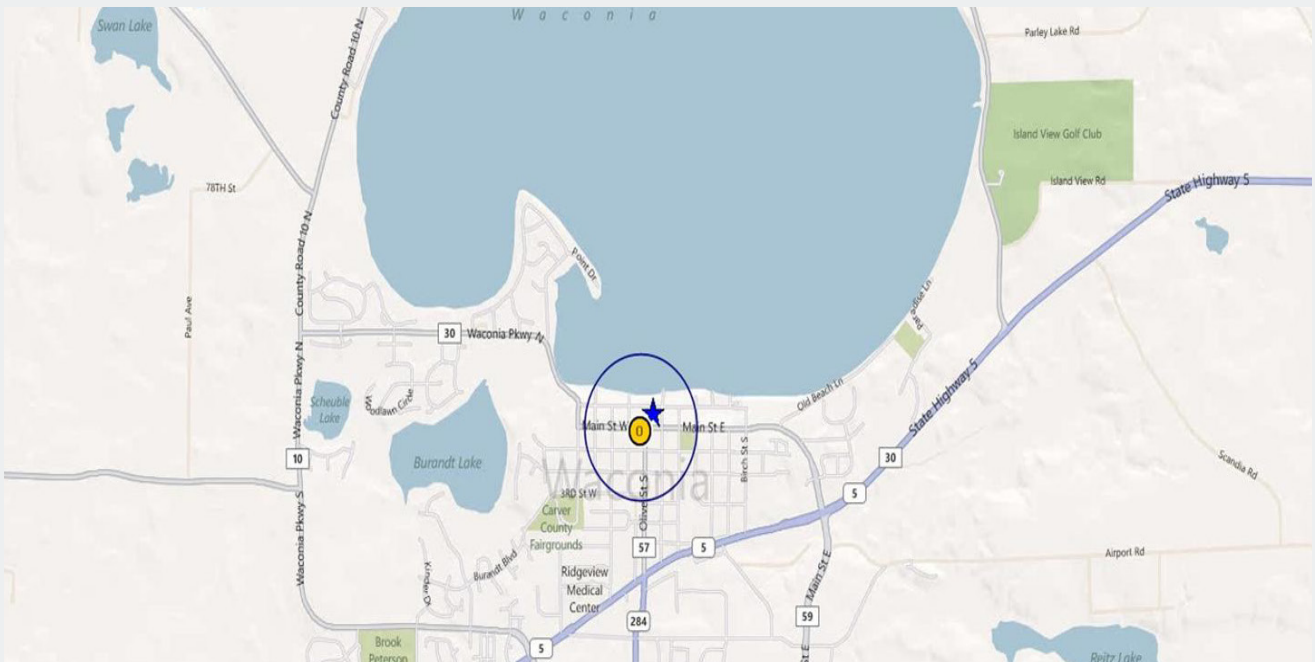 Waconia
Swan Lake
County Road 10 N
Parley Lake Rd
Island View Golf Club
78TH St
Island View Rd
State Highway 5
County Road 10 N
Point Dr
Paul Ave
Paradise Ln
30
Waconia Pkwy N
Waconia Pkwy N
State Highway 5
Scheuble
Lake
Woodlawn Circle
Old Beach Ln
Main St W
0
Main St E
Birch St S
10
Burandt Lake
Waconia
30
Scandia Rd
3RD St W
5
Carver
County
Fairgrounds
Olive St S
Waconia Pkwy S
57
5
Airport Rd
Burandt Blvd
Ridgeview
Medical
Center
Kinder Dr
Main St E
284
59
5
Brook
Peterson
St E
Reitz Lake